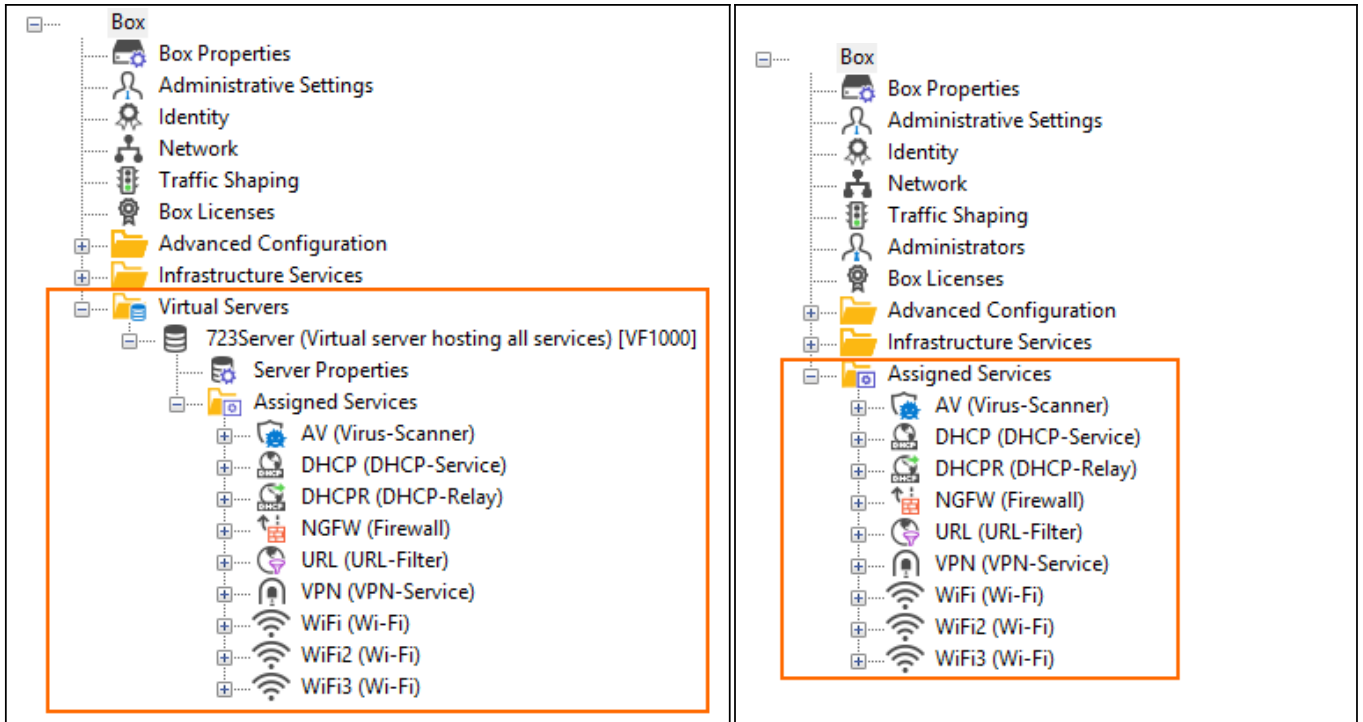 Box
Box Properties
Administrative Settings
Identity
Network
Traffic Shaping
Box Licenses
Advanced Configuration
Infrastructure Services
Virtual Servers
723Server (Virtual server hosting all services) [VF1000]
Server Properties
Assigned Services
AV (Virus-Scanner)
DHCP (DHCP-Service)
DHCPR (DHCP-Relay)
NGFW (Firewall)
URL (URL-Filter)
VPN (VPN-Service)
WiFi (Wi-Fi)
WiFi2 (Wi-Fi)
WiFi3 (Wi-Fi)
Box
Box Properties
Administrative Settings
Identity
Network
Traffic Shaping
Administrators
Box Licenses
Advanced Configuration
Infrastructure Services
Assigned Services
AV (Virus-Scanner)
DHCP (DHCP-Service)
DHCPR (DHCP-Relay)
NGFW (Firewall)
URL (URL-Filter)
VPN (VPN-Service)
WiFi (Wi-Fi)
WiFi2 (Wi-Fi)
WiFi3 (Wi-Fi)